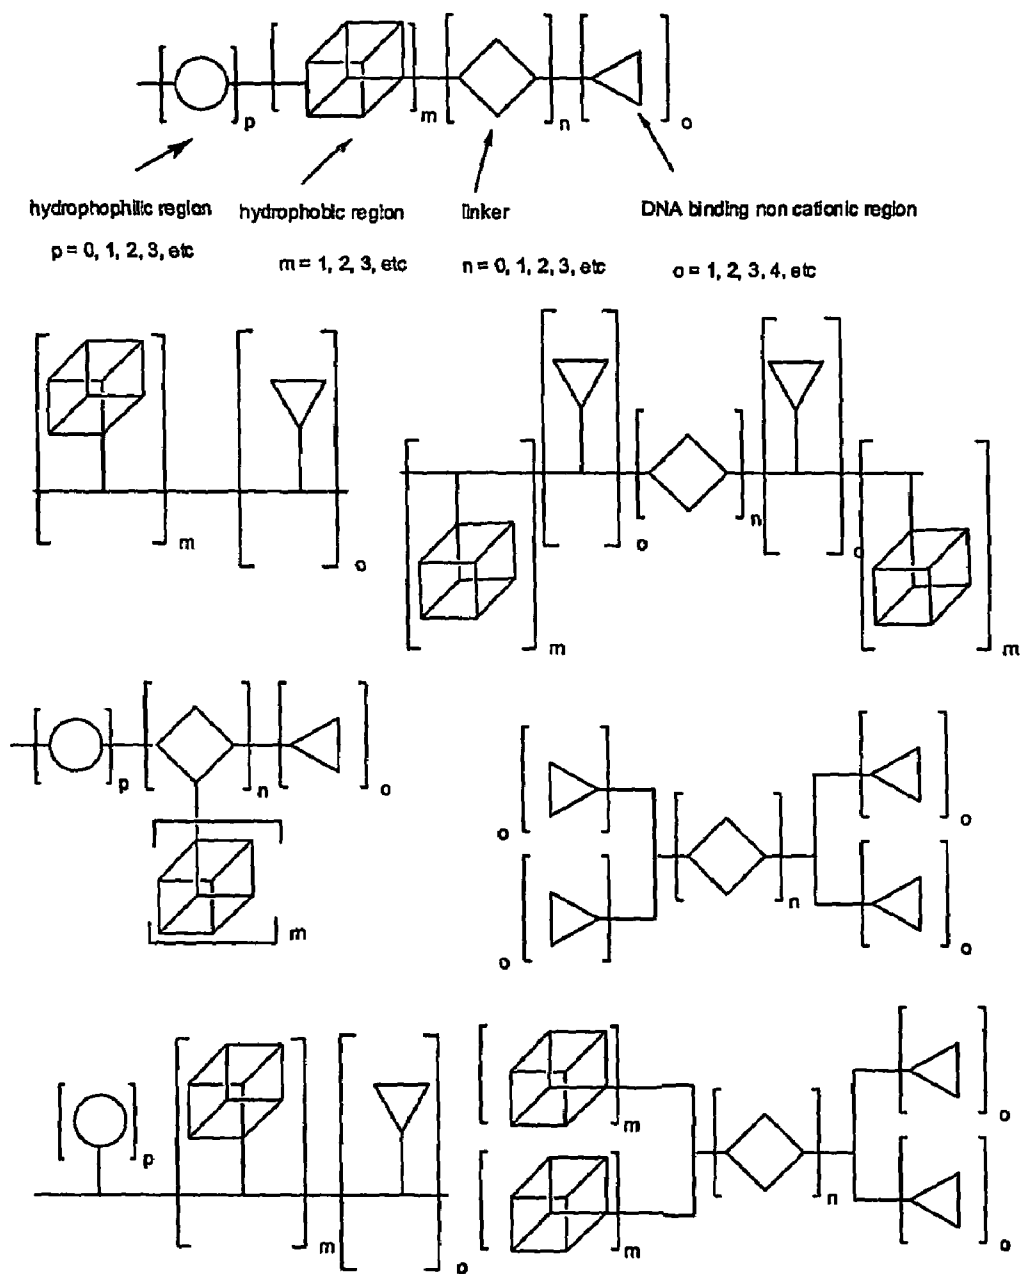 p
m
n
o
hydrophophilic region
hydrophobic region
linker
DNA binding non cationic region
p = 0, 1, 2, 3, etc
m = 1, 2, 3, etc
n = 0, 1, 2, 3, etc
o = 1, 2, 3, 4, etc
m
o
m
o
n
m
p
n
o
m
o
o
n
o
o
p
m
p
m
m
n
o
o